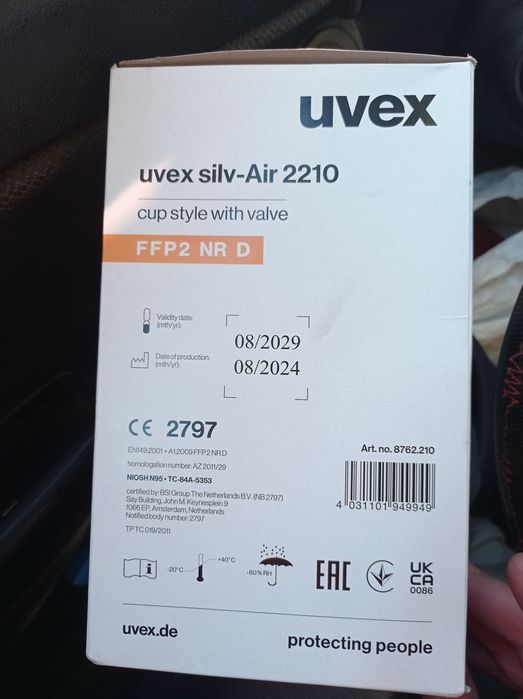 uvex
uvex silv-Air 2210
cup style with valve
FFP2 NR D
Validity date:
(mth/yr):
08/2029
Date of production:
(mth/yr):
08/2024
CE 2797
EN149:2001 + A1:2009 FFP2 NR D
homologation number: AZ 2011/29
NIOSH N95 • TC-84A-5353
certified by: BSI Group The Netherlands B.V. (NB 2797)
Say Building, John M. Keynesplein 9
1066 EP, Amsterdam, Netherlands
Notified body number: 2797
TP TC 019/2011
Art. no. 8762.210
4 031101 949949
-20°C
+40°C
<80% RH
EAC
UK
CA
0086
uvex.de
protecting people